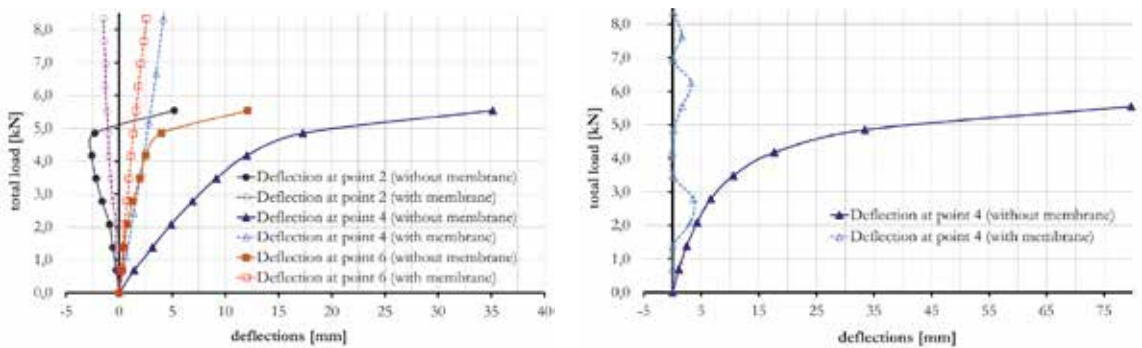 8,0
7,0
6,0
5,0
4,0
3,0
2,0
1,0
0,0
total load [kN]
Deflection at point 2 (without membrane)
Deflection at point 2 (with membrane)
Deflection at point 4 (without membrane)
Deflection at point 4 (with membrane)
Deflection at point 6 (without membrane)
Deflection at point 6 (with membrane)
-5 0 5 10 15 20 25 30 35 40
deflections [mm]
8,0
7,0
6,0
5,0
4,0
3,0
2,0
1,0
0,0
total load [kN]
Deflection at point 4 (without membrane)
Deflection at point 4 (with membrane)
-5 5 15 25 35 45 55 65 75
deflections [mm]